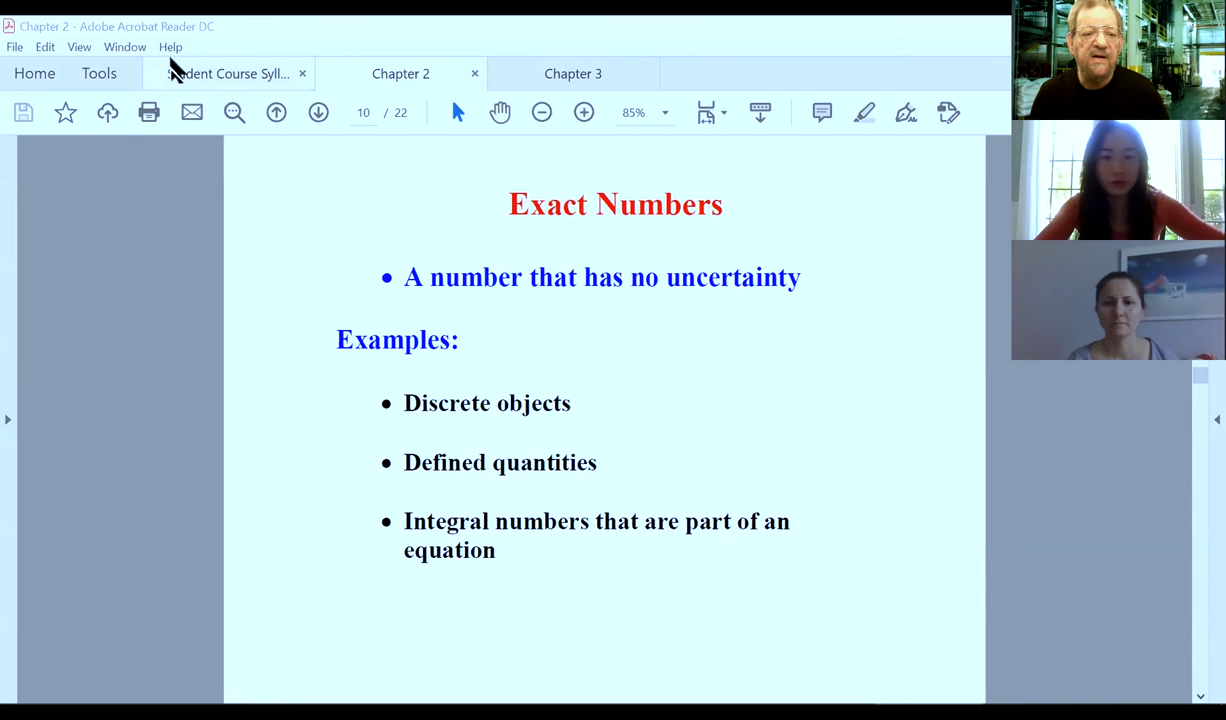 Chapter 2 - Adobe Acrobat Reader DC
File Edit View Window Help
Home Tools Course Syll... × Chapter 2 × Chapter 3
10 / 22 85%
Exact Numbers
• A number that has no uncertainty
Examples:
• Discrete objects
• Defined quantities
• Integral numbers that are part of an
equation